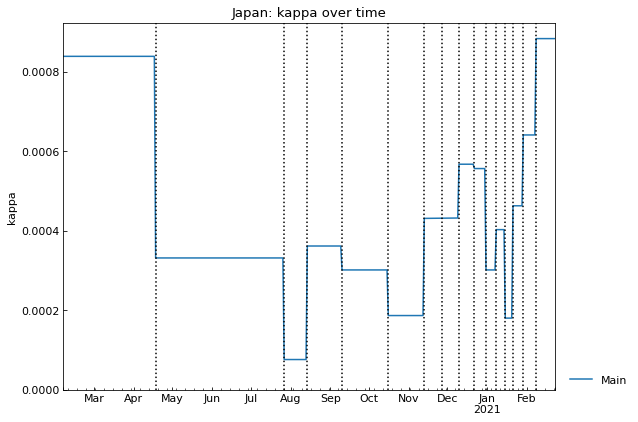 Japan: kappa over time
kappa
0.0008
0.0006
0.0004
0.0002
0.0000
Mar Apr May Jun Jul Aug Sep Oct Nov Dec Jan Feb
2021
Main